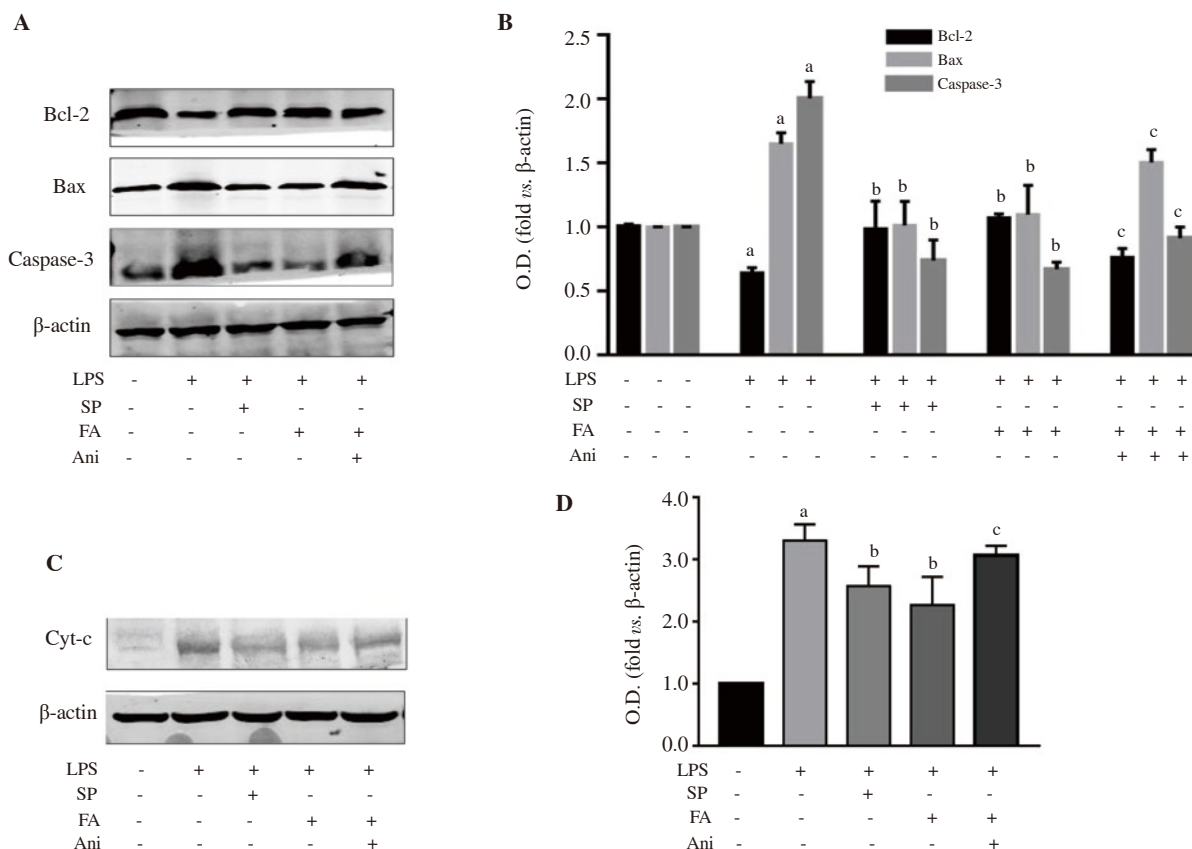 A
Bcl-2
Bax
Caspase-3
β-actin
LPS - + + + +
SP - - + - -
FA - - - + +
Ani - - - - +
B
Bcl-2
Bax
Caspase-3
O.D. (fold vs. β-actin)
2.5
2.0
1.5
1.0
0.5
0.0
a a a b b b b b b c c c
LPS - - - + + + + + + + + + + + +
SP - - - - - - + + + - - - - - -
FA - - - - - - - - - + + + + + +
Ani - - - - - - - - - - - - + + +
C
Cyt-c
β-actin
LPS - + + + +
SP - - + - -
FA - - - + +
Ani - - - - +
D
O.D. (fold vs. β-actin)
4.0
3.0
2.0
1.0
0.0
a b b c
LPS - + + + +
SP - - + - -
FA - - - + +
Ani - - - - +